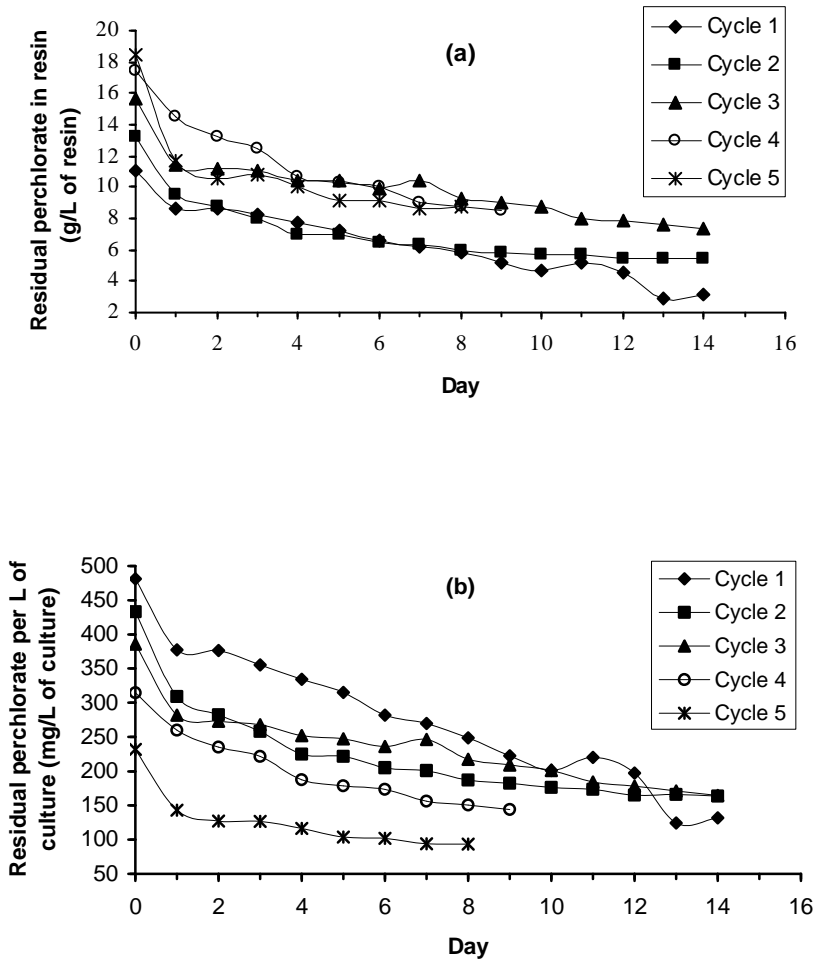 (a)
Residual perchlorate in resin
(g/L of resin)
20
18
16
14
12
10
8
6
4
2
0 2 4 6 8 10 12 14 16
Day
Cycle 1
Cycle 2
Cycle 3
Cycle 4
Cycle 5
(b)
Residual perchlorate per L of
culture (mg/L of culture)
500
450
400
350
300
250
200
150
100
50
0 2 4 6 8 10 12 14 16
Day
Cycle 1
Cycle 2
Cycle 3
Cycle 4
Cycle 5